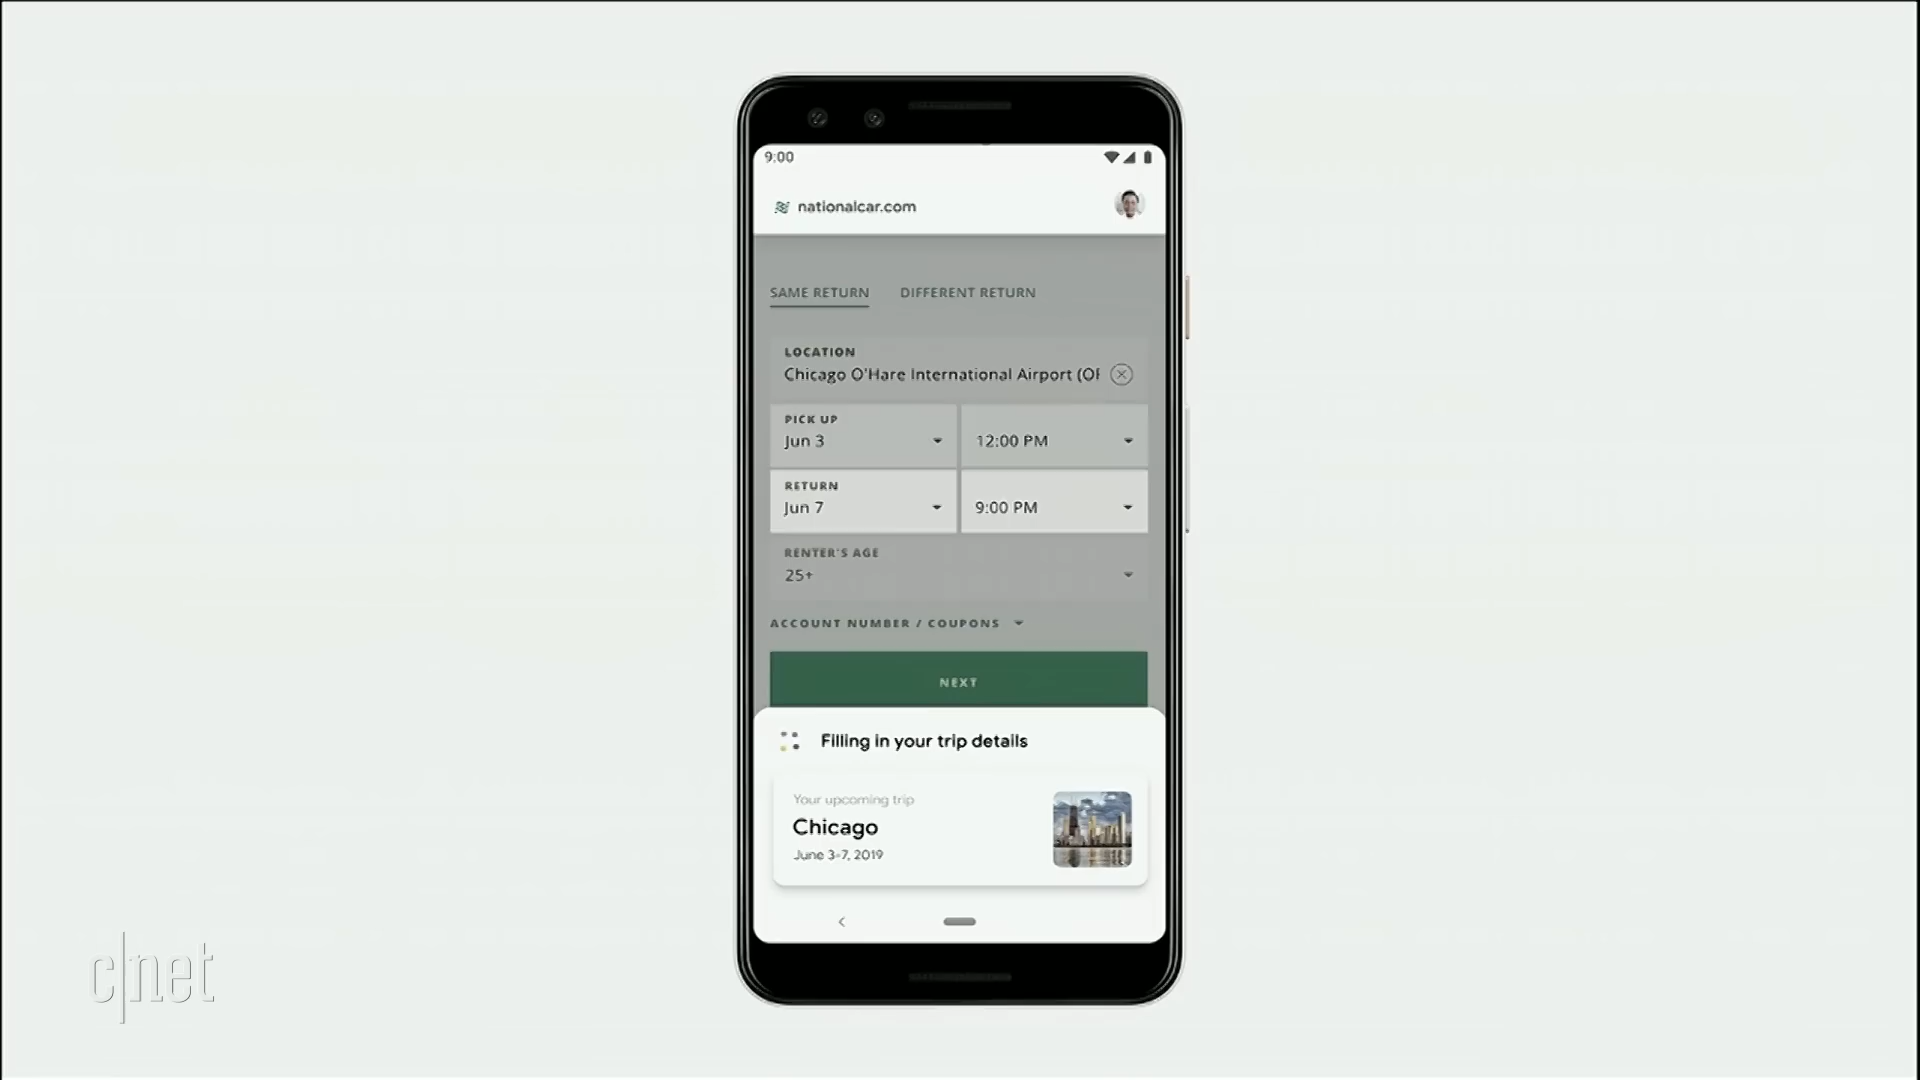 9:00
nationalcar.com
SAME RETURN
DIFFERENT RETURN
LOCATION
Chicago O'Hare International Airport (OR
PICK UP
Jun 3
12:00 PM
RETURN
Jun 7
9:00 PM
RENTER'S AGE
25+
ACCOUNT NUMBER / COUPONS
NEXT
Filling in your trip details
Your upcoming trip
Chicago
June 3-7, 2019
c|net